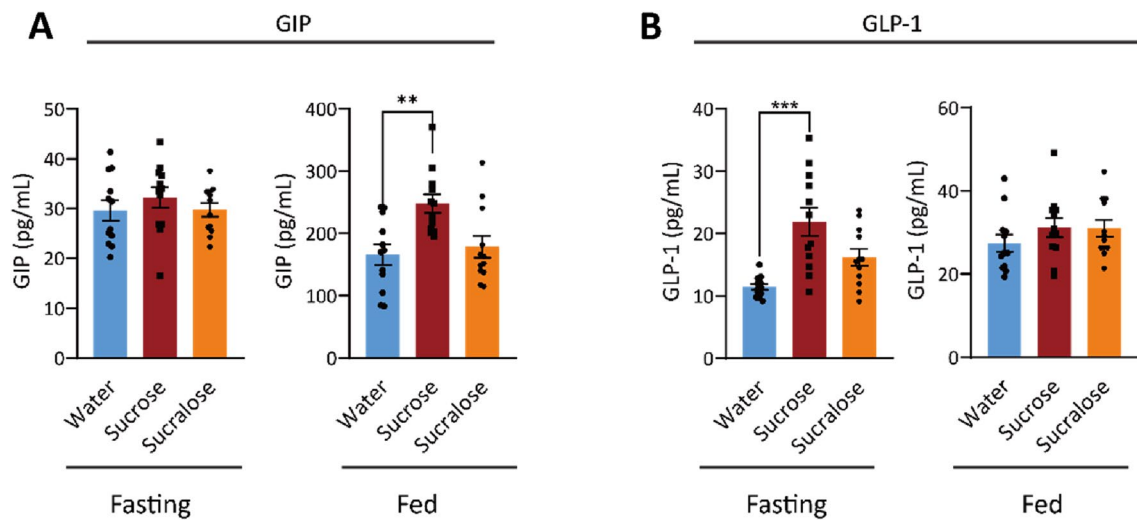 A
GIP
B
GLP-1
GIP (pg/mL)
50
40
30
20
10
0
Water
Sucrose
Sucralose
Fasting
GIP (pg/mL)
400
300
200
100
0
**
Water
Sucrose
Sucralose
Fed
GLP-1 (pg/mL)
40
30
20
10
0
***
Water
Sucrose
Sucralose
Fasting
GLP-1 (pg/mL)
60
40
20
0
Water
Sucrose
Sucralose
Fed